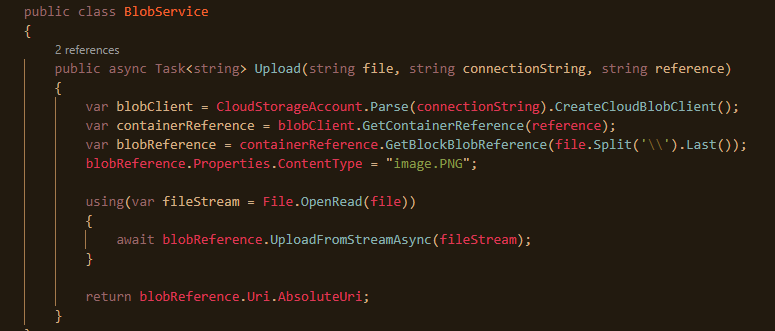 public class BlobService
{
2 references
public async Task<string> Upload(string file, string connectionString, string reference)
{
var blobClient = CloudStorageAccount.Parse(connectionString).CreateCloudBlobClient();
var containerReference = blobClient.GetContainerReference(reference);
var blobReference = containerReference.GetBlockBlobReference(file.Split('\\').Last());
blobReference.Properties.ContentType = "image.PNG";
using(var fileStream = File.OpenRead(file))
{
await blobReference.UploadFromStreamAsync(fileStream);
}
return blobReference.Uri.AbsoluteUri;
}